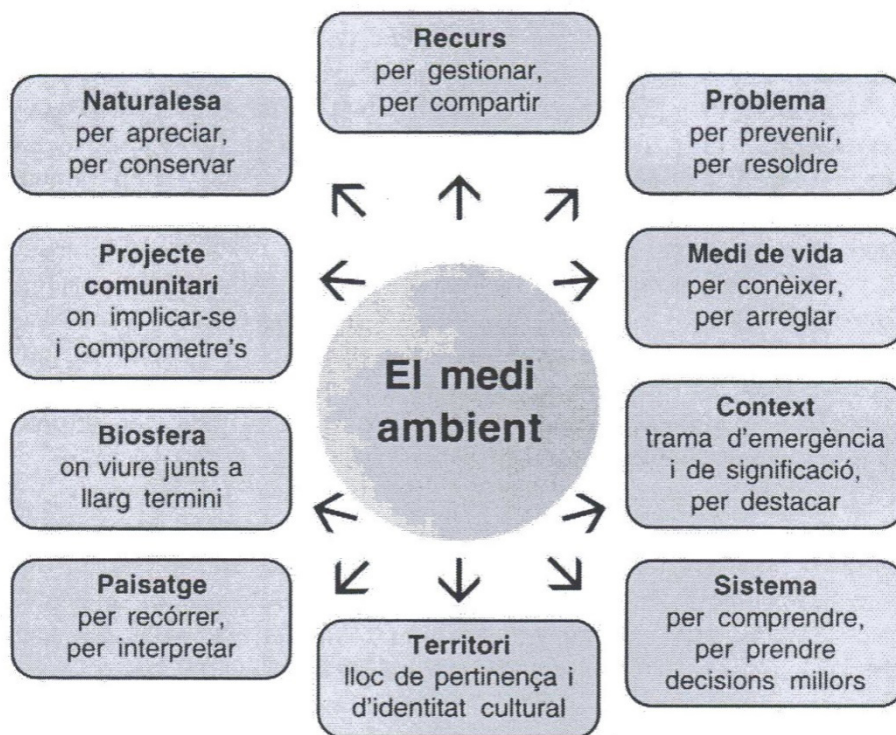 Recurs
per gestionar,
per compartir
Naturalesa
per apreciar,
per conservar
Problema
per prevenir,
per resoldre
Projecte
comunitari
on implicar-se
i comprometre's
Medi de vida
per conèixer,
per arreglar
El medi
ambient
Biosfera
on viure junts a
llarg termini
Context
trama d'emergència
i de significació,
per destacar
Paisatge
per recórrer,
per interpretar
Territori
lloc de pertinença i
d'identitat cultural
Sistema
per comprendre,
per prendre
decisions millors